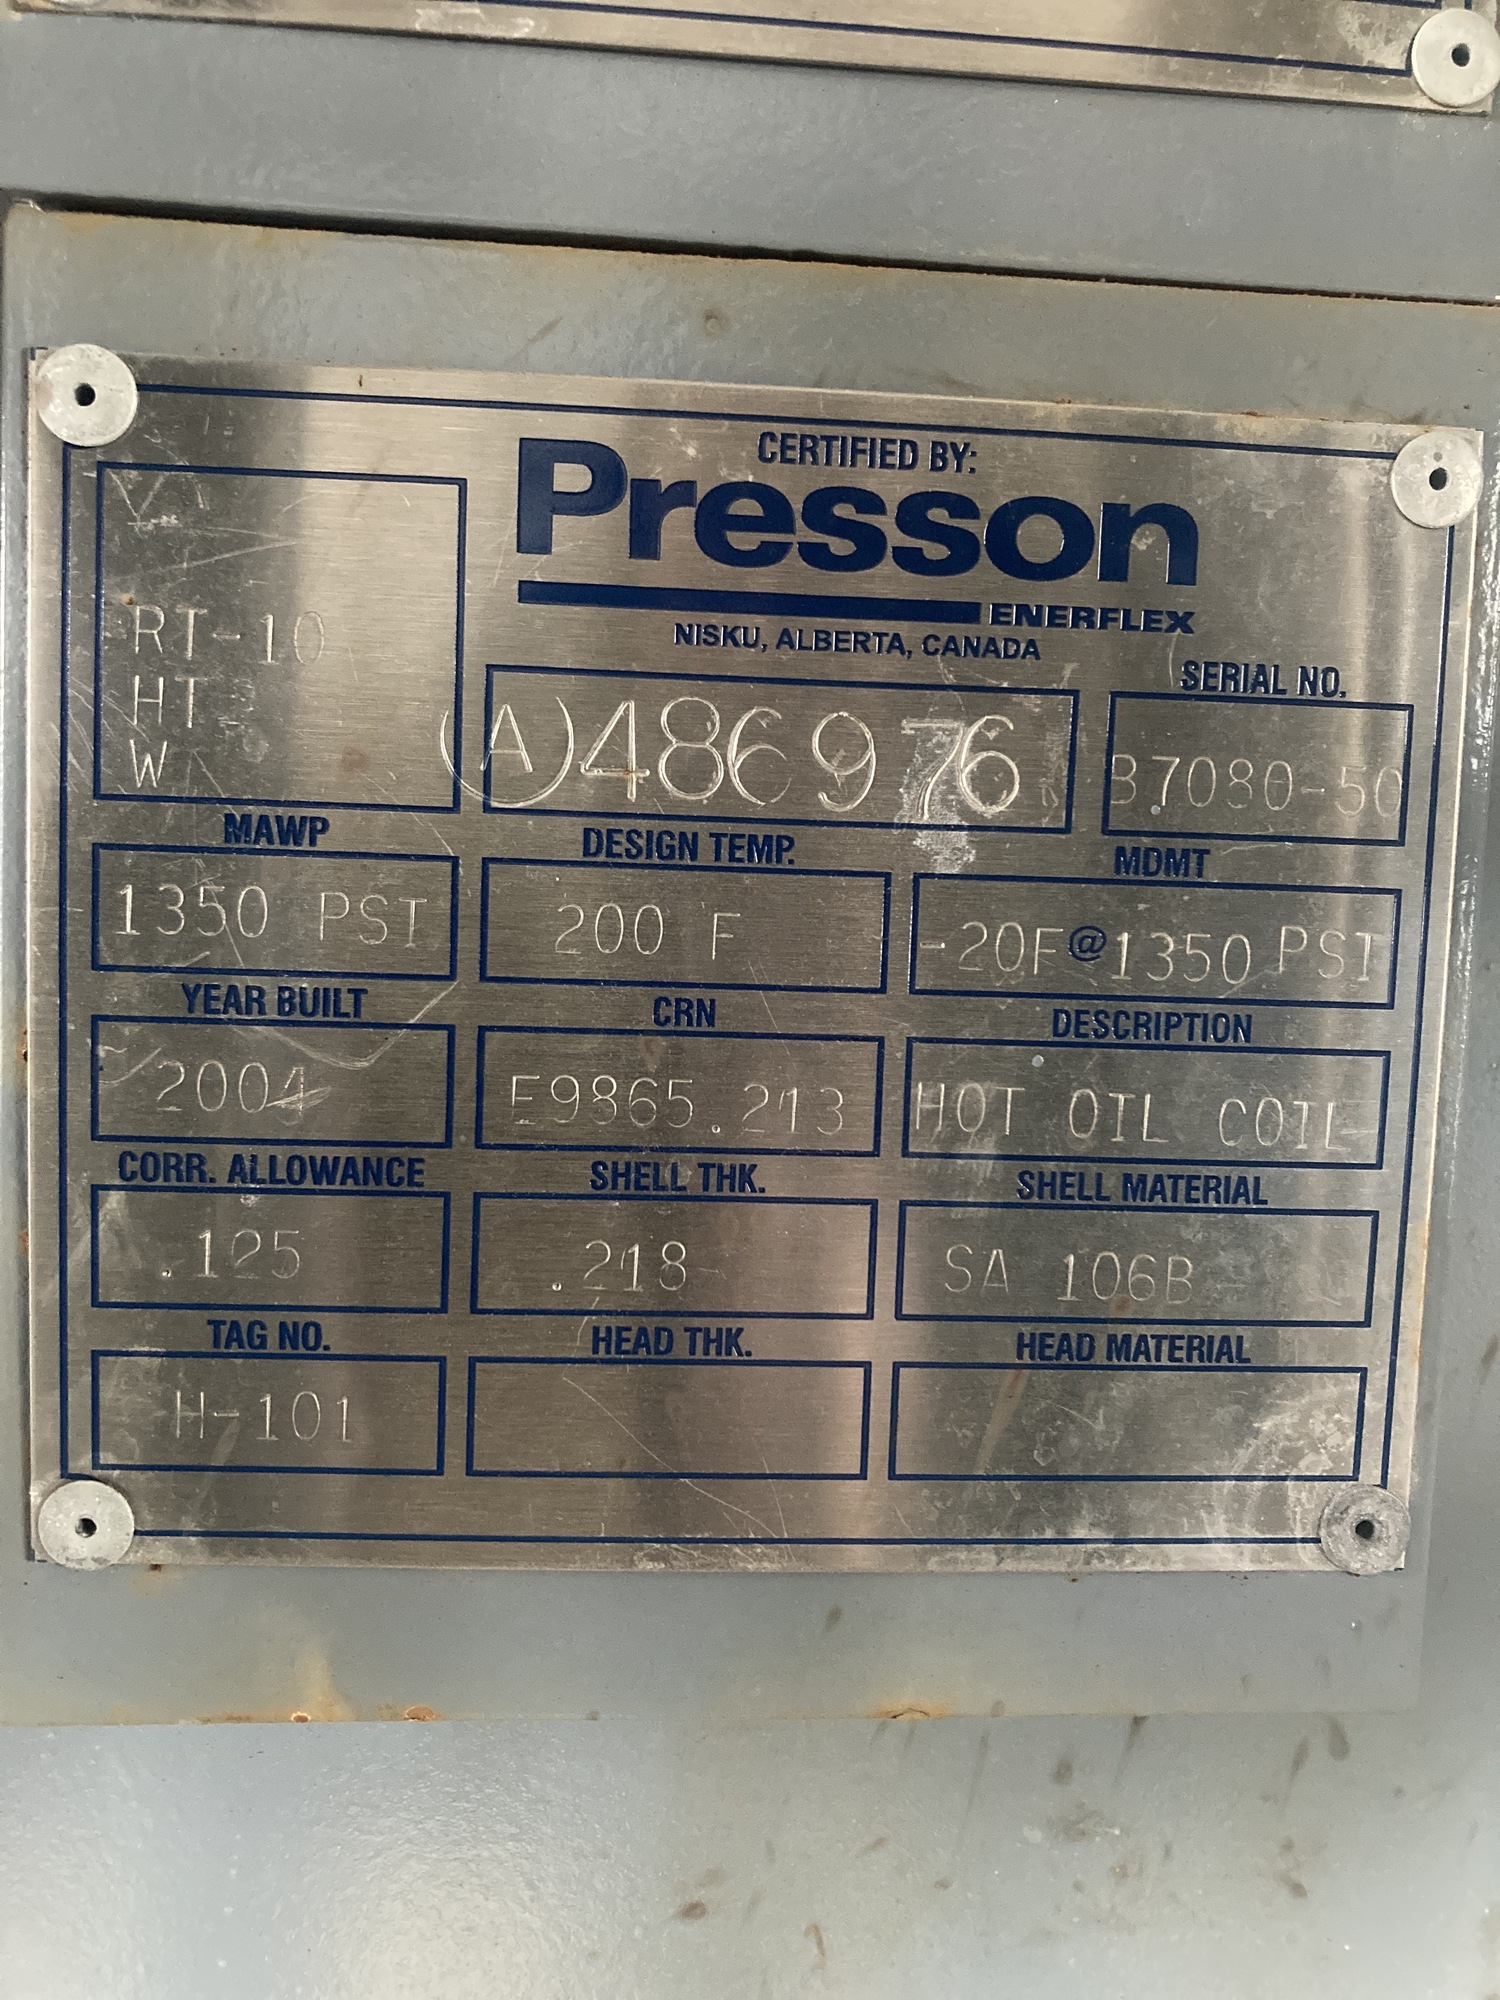 CERTIFIED BY:
Presson
ENERFLEX
NISKU, ALBERTA, CANADA
RT-10
HT
W
(A)486976
SERIAL NO.
B7080-50
MAWP
1350 PSI
DESIGN TEMP.
200 F
MDMT
-20F@1350 PSI
YEAR BUILT
2004
CRN
E9865.213
DESCRIPTION
HOT OIL COIL
CORR. ALLOWANCE
.125
SHELL THK.
.218
SHELL MATERIAL
SA 106B
TAG NO.
H-101
HEAD THK.
HEAD MATERIAL